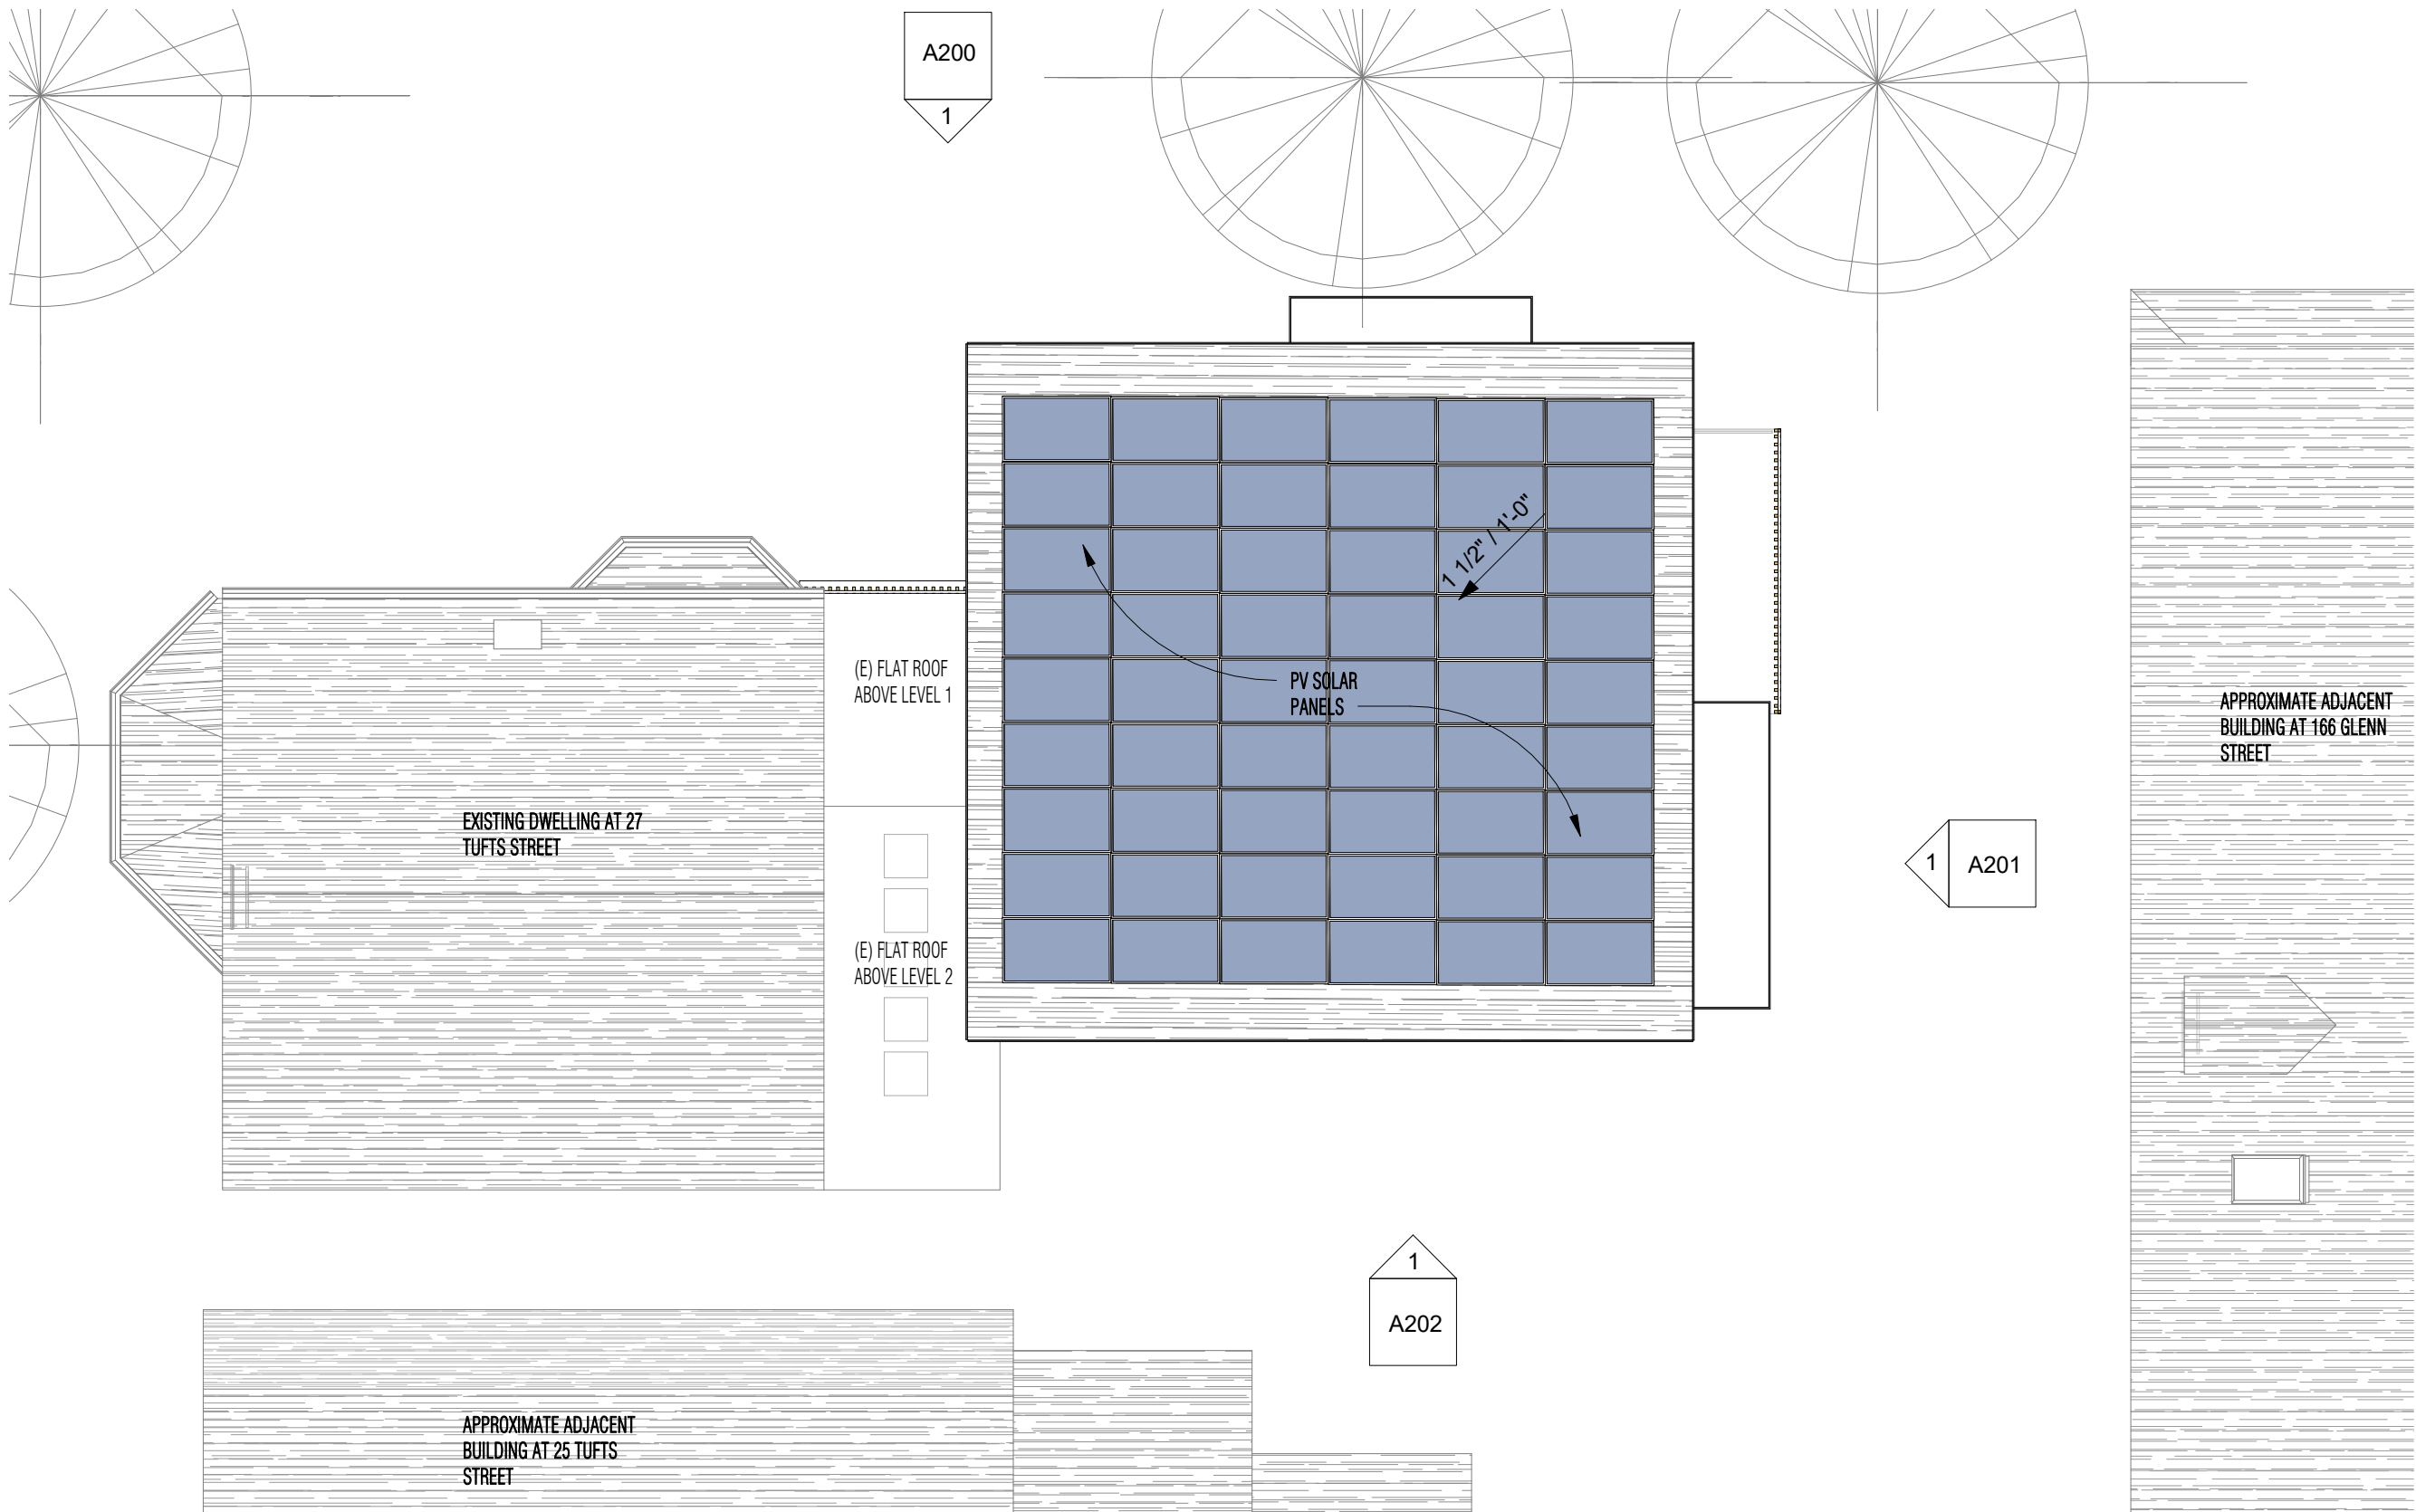 A200
1
1 1/2" / 1'-0"
(E) FLAT ROOF
ABOVE LEVEL 1
PV SOLAR
PANELS
APPROXIMATE ADJACENT
BUILDING AT 166 GLENN
STREET
EXISTING DWELLING AT 27
TUFTS STREET
1
A201
(E) FLAT ROOF
ABOVE LEVEL 2
1
A202
APPROXIMATE ADJACENT
BUILDING AT 25 TUFTS
STREET